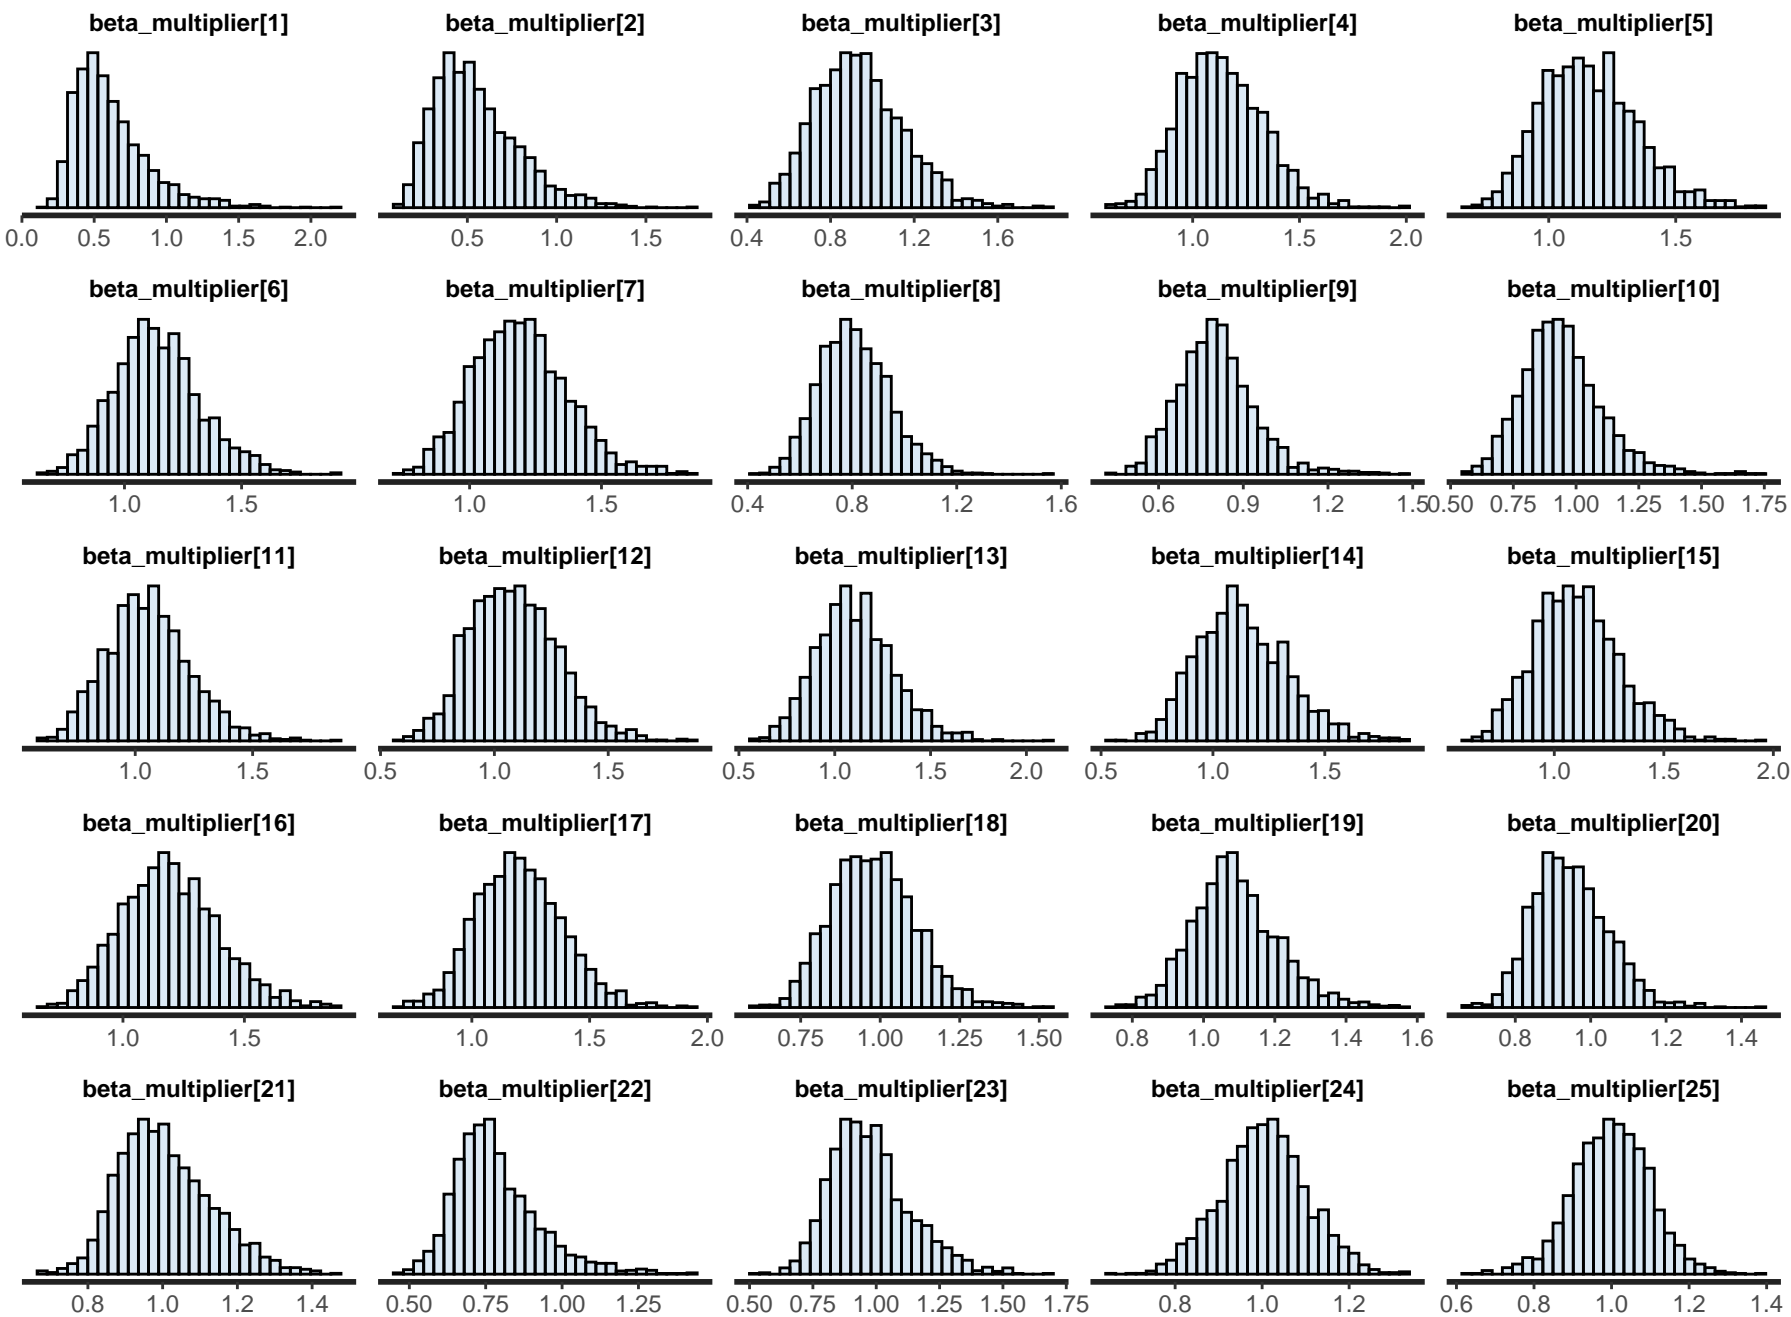 beta_multiplier[1] beta_multiplier[2] beta_multiplier[3] beta_multiplier[4] beta_multiplier[5]
0.0 0.5 1.0 1.5 2.0 0.5 1.0 1.5 0.4 0.8 1.2 1.6 1.0 1.5 2.0 1.0 1.5
beta_multiplier[6] beta_multiplier[7] beta_multiplier[8] beta_multiplier[9] beta_multiplier[10]
1.0 1.5 1.0 1.5 0.4 0.8 1.2 1.6 0.6 0.9 1.2 1.5 0.50 0.75 1.00 1.25 1.50 1.75
beta_multiplier[11] beta_multiplier[12] beta_multiplier[13] beta_multiplier[14] beta_multiplier[15]
1.0 1.5 0.5 1.0 1.5 0.5 1.0 1.5 2.0 0.5 1.0 1.5 1.0 1.5 2.0
beta_multiplier[16] beta_multiplier[17] beta_multiplier[18] beta_multiplier[19] beta_multiplier[20]
1.0 1.5 1.0 1.5 2.0 0.75 1.00 1.25 1.50 0.8 1.0 1.2 1.4 1.6 0.8 1.0 1.2 1.4
beta_multiplier[21] beta_multiplier[22] beta_multiplier[23] beta_multiplier[24] beta_multiplier[25]
0.8 1.0 1.2 1.4 0.50 0.75 1.00 1.25 0.50 0.75 1.00 1.25 1.50 1.75 0.8 1.0 1.2 0.6 0.8 1.0 1.2 1.4